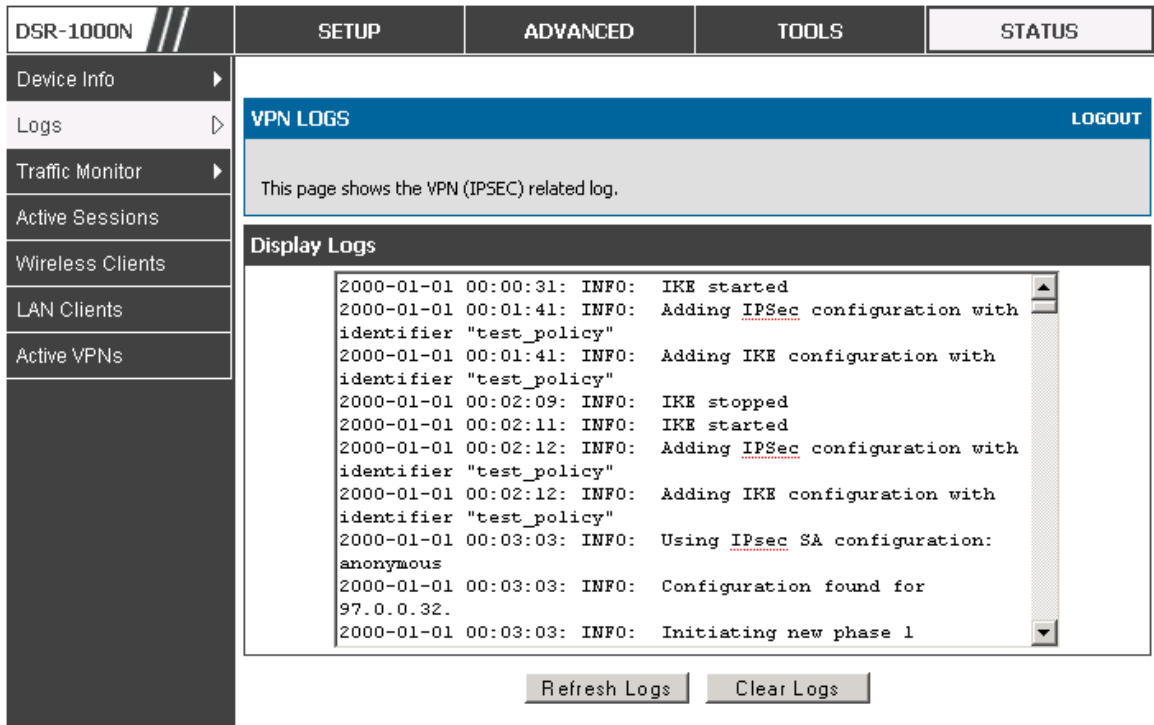 DSR-1000N
SETUP
ADVANCED
TOOLS
STATUS
Device Info
Logs
Traffic Monitor
Active Sessions
Wireless Clients
LAN Clients
Active VPNs
VPN LOGS
LOGOUT
This page shows the VPN (IPSEC) related log.
Display Logs
2000-01-01 00:00:31: INFO:  IKE started
2000-01-01 00:01:41: INFO:  Adding IPSec configuration with
identifier "test_policy"
2000-01-01 00:01:41: INFO:  Adding IKE configuration with
identifier "test_policy"
2000-01-01 00:02:09: INFO:  IKE stopped
2000-01-01 00:02:11: INFO:  IKE started
2000-01-01 00:02:12: INFO:  Adding IPSec configuration with
identifier "test_policy"
2000-01-01 00:02:12: INFO:  Adding IKE configuration with
identifier "test_policy"
2000-01-01 00:03:03: INFO:  Using IPsec SA configuration:
anonymous
2000-01-01 00:03:03: INFO:  Configuration found for
97.0.0.32.
2000-01-01 00:03:03: INFO:  Initiating new phase 1
Refresh Logs
Clear Logs